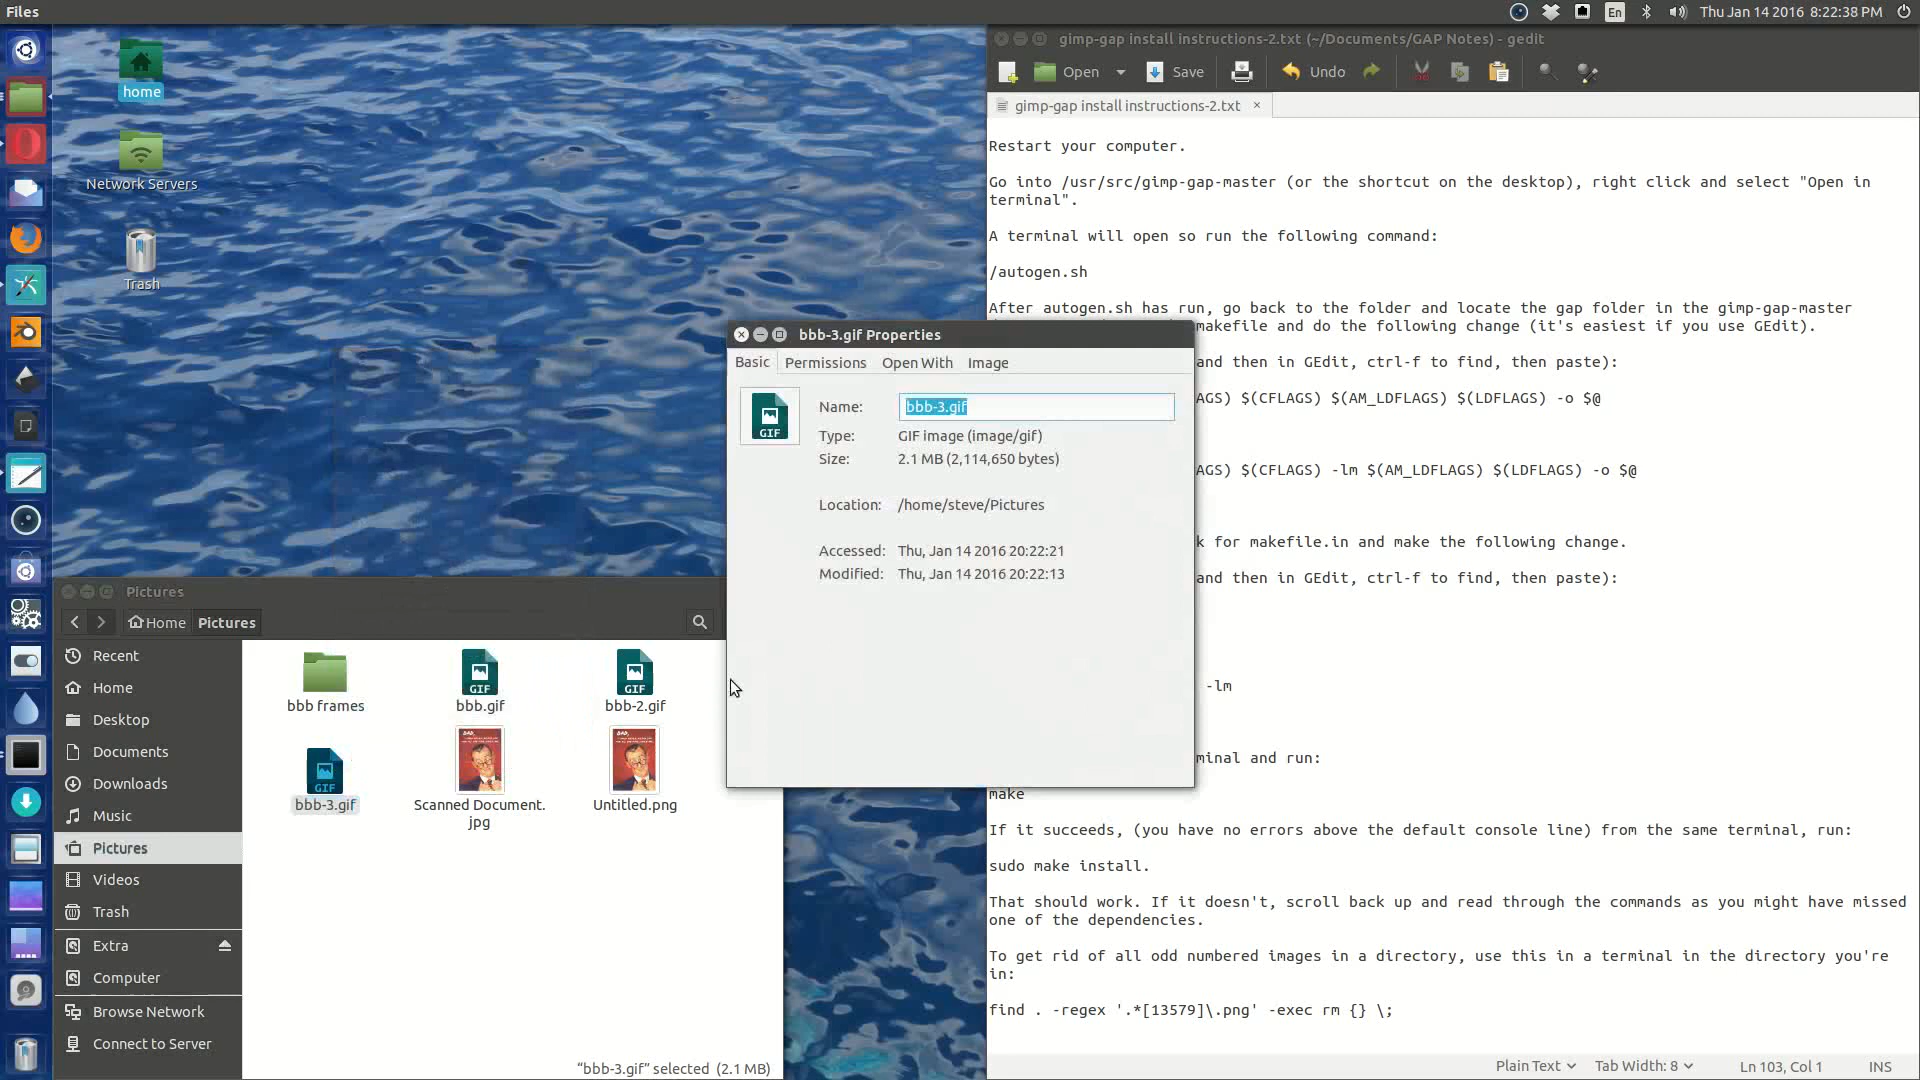 Files
En
Thu Jan 14 2016 8:22:38 PM
home
Network Servers
Trash
gimp-gap install instructions-2.txt (~/Documents/GAP Notes) - gedit
Open
Save
Undo
gimp-gap install instructions-2.txt
Restart your computer.
Go into /usr/src/gimp-gap-master (or the shortcut on the desktop), right click and select "Open in
terminal".
A terminal will open so run the following command:
/autogen.sh
After autogen.sh has run, go back to the folder and locate the gap folder in the gimp-gap-master
makefile and do the following change (it's easiest if you use GEdit).
and then in GEdit, ctrl-f to find, then paste):
AGS) $(CFLAGS) $(AM_LDFLAGS) $(LDFLAGS) -o $@
AGS) $(CFLAGS) -lm $(AM_LDFLAGS) $(LDFLAGS) -o $@
k for makefile.in and make the following change.
and then in GEdit, ctrl-f to find, then paste):
-lm
minal and run:
make
If it succeeds, (you have no errors above the default console line) from the same terminal, run:
sudo make install.
That should work. If it doesn't, scroll back up and read through the commands as you might have missed
one of the dependencies.
To get rid of all odd numbered images in a directory, use this in a terminal in the directory you're
in:
find . -regex '.*[13579]\.png' -exec rm {} \;
Plain Text
Tab Width: 8
Ln 103, Col 1
INS
bbb-3.gif Properties
Basic
Permissions
Open With
Image
GIF
Name: bbb-3.gif
Type: GIF image (image/gif)
Size: 2.1 MB (2,114,650 bytes)
Location: /home/steve/Pictures
Accessed: Thu, Jan 14 2016 20:22:21
Modified: Thu, Jan 14 2016 20:22:13
Pictures
Home
Pictures
Recent
Home
Desktop
Documents
Downloads
Music
Pictures
Videos
Trash
Extra
Computer
Browse Network
Connect to Server
bbb frames
GIF
bbb.gif
GIF
bbb-2.gif
GIF
bbb-3.gif
DAD,
Scanned Document.
jpg
DAD,
Untitled.png
“bbb-3.gif” selected (2.1 MB)